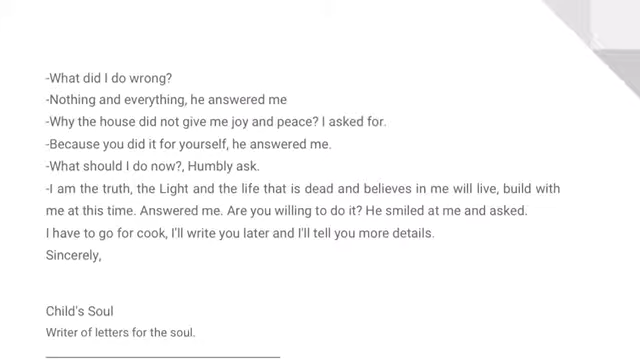 -What did I do wrong?
-Nothing and everything, he answered me
-Why the house did not give me joy and peace? I asked for.
-Because you did it for yourself, he answered me.
-What should I do now?, Humbly ask.
-I am the truth, the Light and the life that is dead and believes in me will live, build with
me at this time. Answered me. Are you willing to do it? He smiled at me and asked.
I have to go for cook, I'll write you later and I'll tell you more details.
Sincerely,
Child's Soul
Writer of letters for the soul.